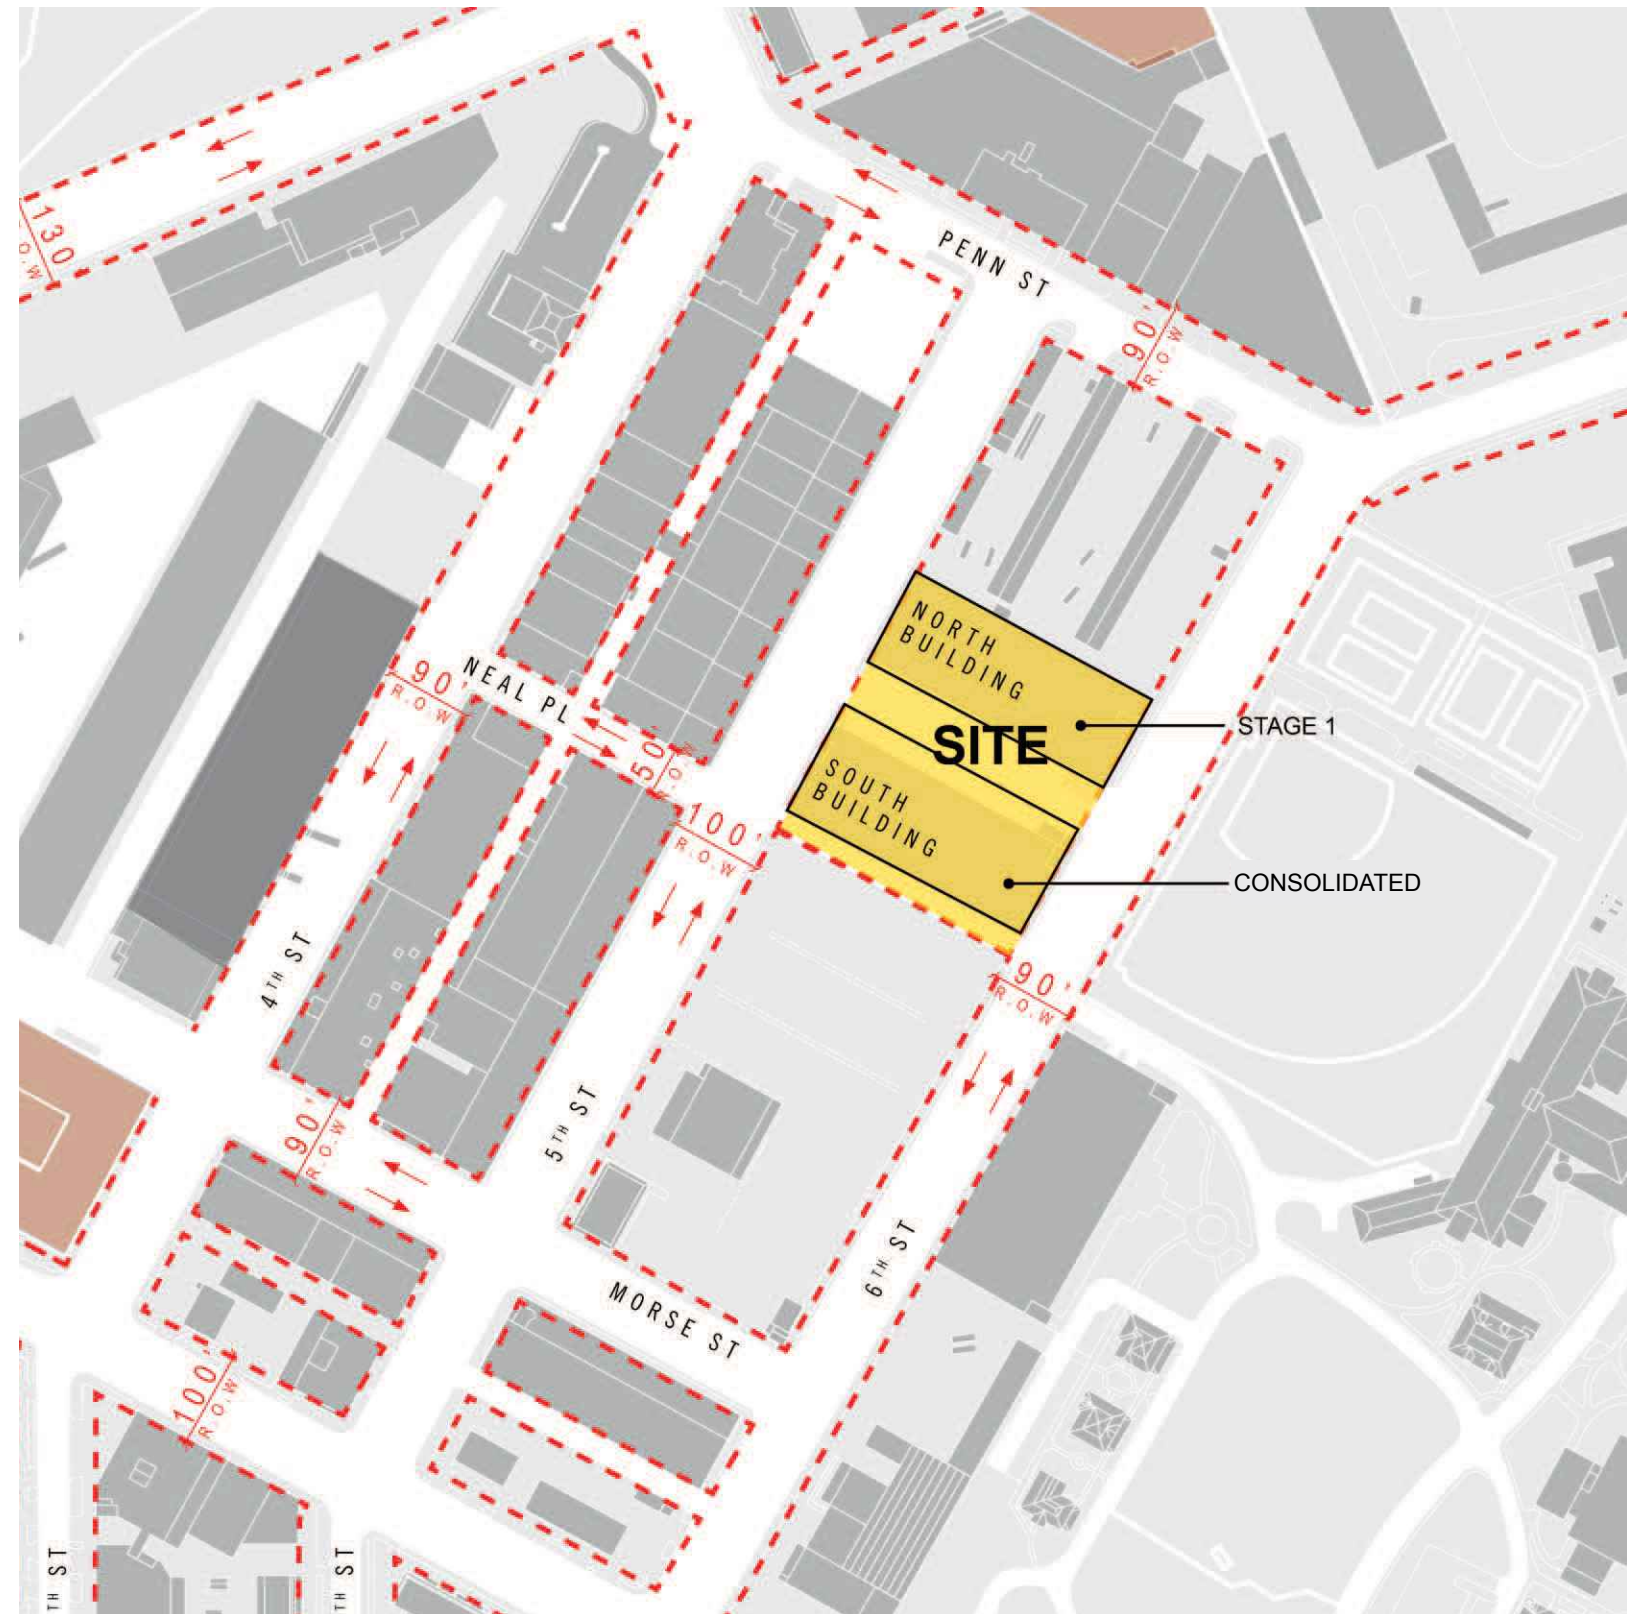 130
R.O.W
PENN ST
90'
R.O.W
NORTH
BUILDING
NEAL PL
90'
R.O.W
50'
R.O.W
SITE
STAGE 1
SOUTH
BUILDING
100'
R.O.W
CONSOLIDATED
4TH ST
90'
R.O.W
5TH ST
90'
R.O.W
6TH ST
MORSE ST
100'
R.O.W
TH ST
TH ST